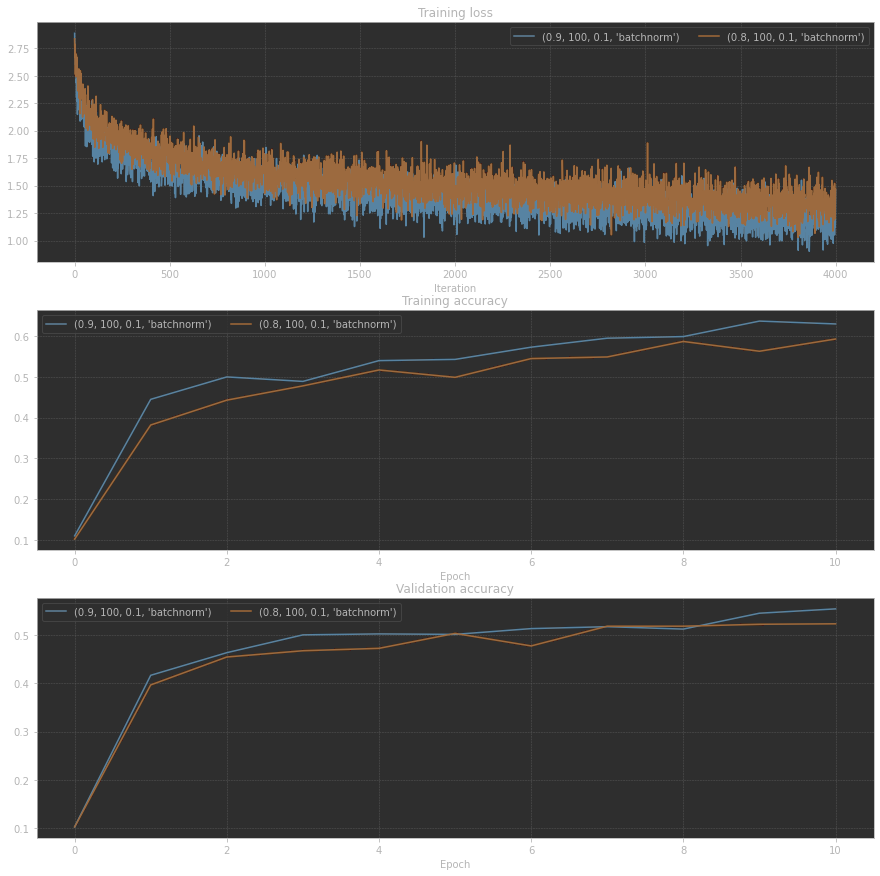 Training loss
(0.9, 100, 0.1, 'batchnorm') (0.8, 100, 0.1, 'batchnorm')
2.75
2.50
2.25
2.00
1.75
1.50
1.25
1.00
0 500 1000 1500 2000 2500 3000 3500 4000
Iteration
Training accuracy
(0.9, 100, 0.1, 'batchnorm') (0.8, 100, 0.1, 'batchnorm')
0.6
0.5
0.4
0.3
0.2
0.1
0 2 4 6 8 10
Epoch
Validation accuracy
(0.9, 100, 0.1, 'batchnorm') (0.8, 100, 0.1, 'batchnorm')
0.5
0.4
0.3
0.2
0.1
0 2 4 6 8 10
Epoch